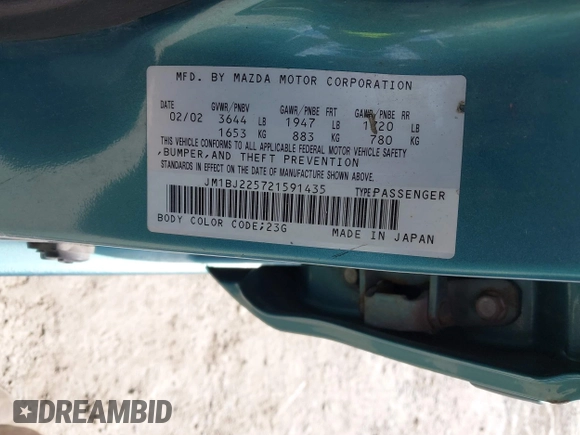 MFD. BY MAZDA MOTOR CORPORATION
DATE GVWR/PNBV GAWR/PNBE FRT GAWR/PNBE RR
02/02 3644 LB 1947 LB 1720 LB
1653 KG 883 KG 780 KG
THIS VEHICLE CONFORMS TO ALL APPLICABLE FEDERAL MOTOR VEHICLE SAFETY
,BUMPER,AND THEFT PREVENTION
STANDARDS IN EFFECT ON THE DATE OF MANUFACTURE SHOWN ABOVE.
JM1BJ225721591435 TYPE:PASSENGER
BODY COLOR CODE;23G MADE IN JAPAN
DREAMBID